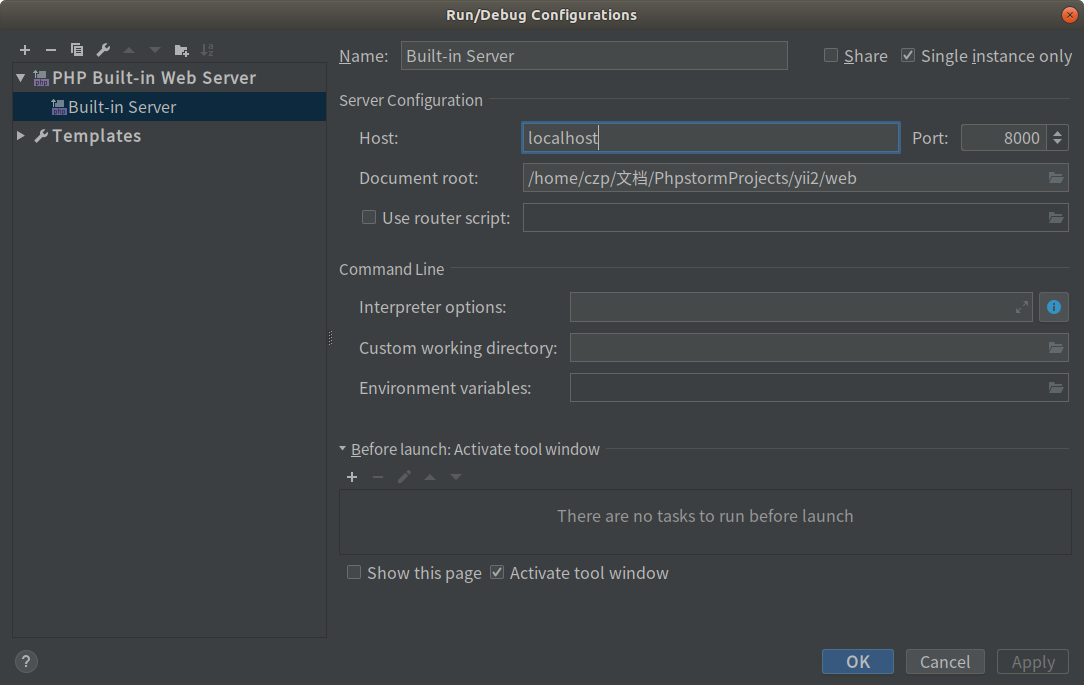 Run/Debug Configurations
Name: Built-in Server Share Single instance only
PHP Built-in Web Server
Built-in Server
Templates
Server Configuration
Host: localhost Port: 8000
Document root: /home/czp/文档/PhpstormProjects/yii2/web
Use router script:
Command Line
Interpreter options:
Custom working directory:
Environment variables:
Before launch: Activate tool window
There are no tasks to run before launch
Show this page Activate tool window
? OK Cancel Apply